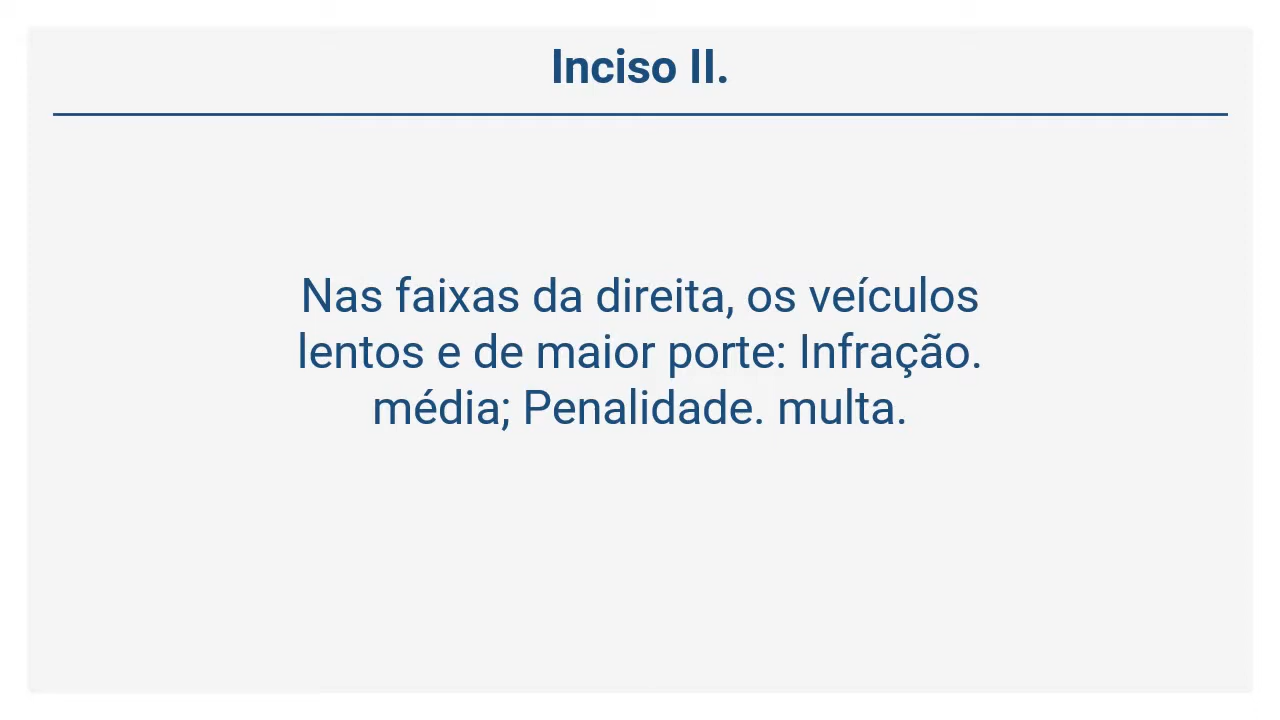 Inciso II.
Nas faixas da direita, os veículos
lentos e de maior porte: Infração.
média; Penalidade. multa.